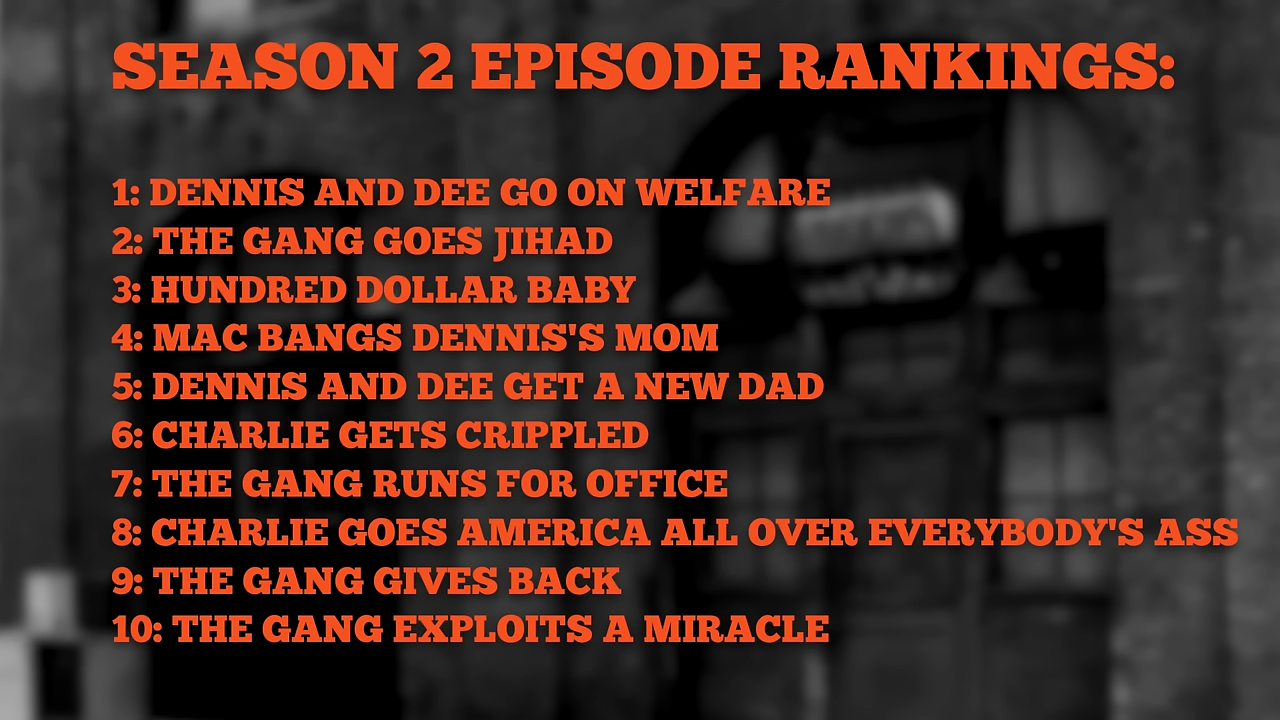 SEASON 2 EPISODE RANKINGS:
1: DENNIS AND DEE GO ON WELFARE
2: THE GANG GOES JIHAD
3: HUNDRED DOLLAR BABY
4: MAC BANGS DENNIS'S MOM
5: DENNIS AND DEE GET A NEW DAD
6: CHARLIE GETS CRIPPLED
7: THE GANG RUNS FOR OFFICE
8: CHARLIE GOES AMERICA ALL OVER EVERYBODY'S ASS
9: THE GANG GIVES BACK
10: THE GANG EXPLOITS A MIRACLE